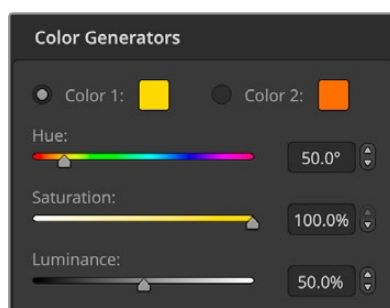 Color Generators
Color 1: Color 2:
Hue:
50.0°
Saturation:
100.0%
Luminance:
50.0%